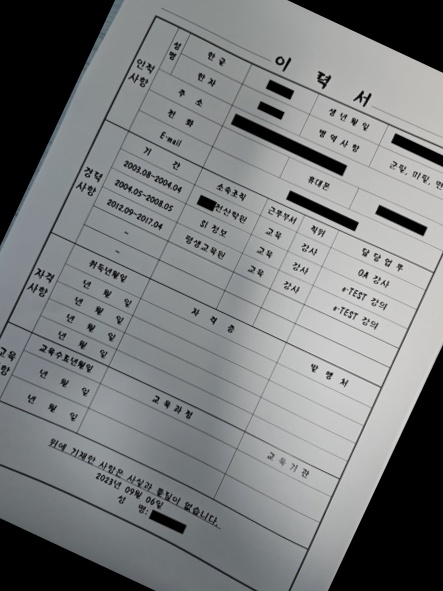 이 력 서
인적
사항
성
명
한 글
생 년 월 일
한 자
병 역 사 항
군필, 미필,
주 소
전 화
휴대폰
E-mail
경력
사항
기 간
소속조직
근무부서
직위
담 당 업 무
2003.08~2004.04
전산학원
교육
강사
OA 강사
2004.05~2008.05
SI 정보
교육
강사
e-TEST 강의
2012.09~2017.04
평생교육원
교육
강사
e-TEST 강의
~
~
자격
사항
취득년월일
자 격 증
발 행 처
년 월 일
년 월 일
년 월 일
년 월 일
교육
사항
교육수료년월일
교 육 과 정
교 육 기 관
년 월 일
년 월 일
위에 기재한 사항은 사실과 틀림이 없습니다.
2023년 09월 06일
성 명: